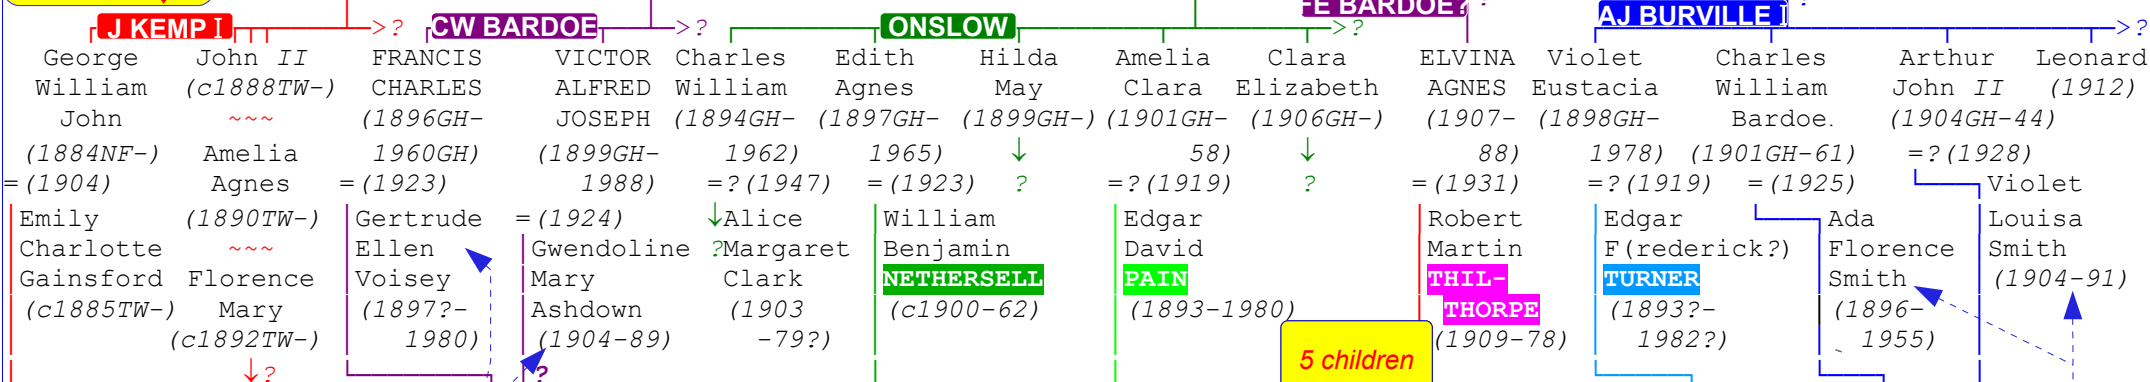 J KEMP I >? CW BARDOE >? ONSLOW >? FE BARDOE? ? AJ BURVILLE I ? >?
George John II FRANCIS VICTOR Charles Edith Hilda Amelia Clara ELVINA Violet Charles Arthur Leonard
William (c1888TW-) CHARLES ALFRED William Agnes May Clara Elizabeth AGNES Eustacia William John II (1912)
John ~~~ (1896GH- JOSEPH (1894GH- (1897GH- (1899GH-) (1901GH- (1906GH-) (1907- (1898GH- Bardoe. (1904GH-44)
(1884NF-) Amelia 1960GH) (1899GH- 1962) 1965) ↓ 58) ↓ 88) 1978) (1901GH-61) =?(1928)
=(1904) Agnes =(1923) 1988) =?(1947) =(1923) ? =?(1919) ? =(1931) =?(1919) =(1925) Violet
Emily (1890TW-) Gertrude =(1924) ↓Alice William Edgar Robert Edgar Ada Louisa
Charlotte ~~~ Ellen Gwendoline ?Margaret Benjamin David Martin F(rederick?) Florence Smith
Gainsford Florence Voisey Mary Clark NETHERSELL PAIN THIL- TURNER Smith (1904-91)
(c1885TW-) Mary (1897?- Ashdown (1903 (c1900-62) (1893-1980) THORPE (1893?- (1896-
(c1892TW-) 1980) (1904-89) -79?) (1909-78) 1982?) 1955)
↓? ? 5 children